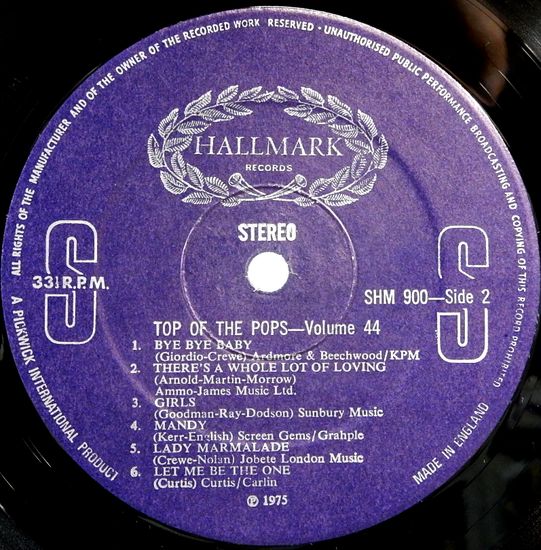 ALL RIGHTS OF THE MANUFACTURER AND OF THE OWNER OF THE RECORDED WORK RESERVED · UNAUTHORISED PUBLIC PERFORMANCE BROADCASTING AND COPYING OF THIS RECORD PROHIBITED
HALLMARK
RECORDS
STEREO
S
S
33⅓ R.P.M.
SHM 900—Side 2
TOP OF THE POPS—Volume 44
1. BYE BYE BABY
(Giordio-Crewe) Ardmore & Beechwood/KPM
2. THERE'S A WHOLE LOT OF LOVING
(Arnold-Martin-Morrow)
Ammo-James Music Ltd.
3. GIRLS
(Goodman-Ray-Dodson) Sunbury Music
4. MANDY
(Kerr-English) Screen Gems/Grahple
5. LADY MARMALADE
(Crewe-Nolan) Jobete London Music
6. LET ME BE THE ONE
(Curtis) Curtis/Carlin
℗ 1975
A PICKWICK INTERNATIONAL PRODUCT
MADE IN ENGLAND